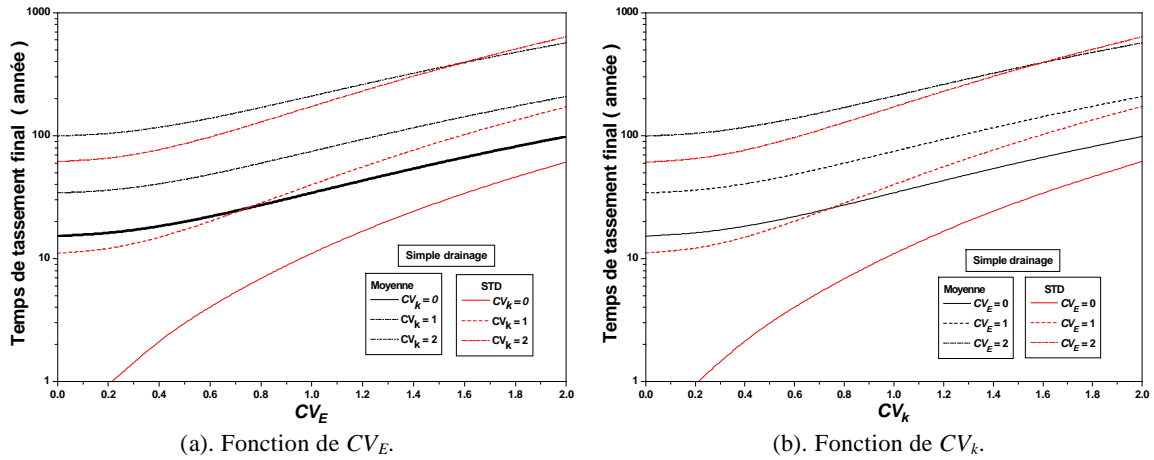 1000
100
10
1
Temps de tassement final ( année )
0.0 0.2 0.4 0.6 0.8 1.0 1.2 1.4 1.6 1.8 2.0
CV_E
Simple drainage
Moyenne
CV_k = 0
CV_k = 1
CV_k = 2
STD
CV_k = 0
CV_k = 1
CV_k = 2
(a). Fonction de CV_E.
1000
100
10
1
Temps de tassement final ( année )
0.0 0.2 0.4 0.6 0.8 1.0 1.2 1.4 1.6 1.8 2.0
CV_k
Simple drainage
Moyenne
CV_E = 0
CV_E = 1
CV_E = 2
STD
CV_E = 0
CV_E = 1
CV_E = 2
(b). Fonction de CV_k.